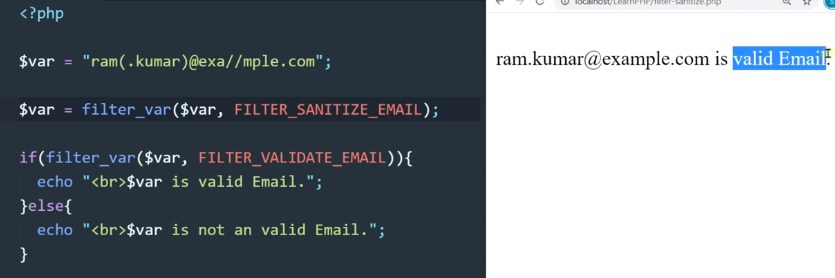 <?php
$var = "ram(.kumar)@exa//mple.com";
$var = filter_var($var, FILTER_SANITIZE_EMAIL);
if(filter_var($var, FILTER_VALIDATE_EMAIL)){
  echo "<br>$var is valid Email.";
}else{
  echo "<br>$var is not an valid Email.";
}
localhost/LearnPHP/filter-sanitize.php
ram.kumar@example.com is valid Email.